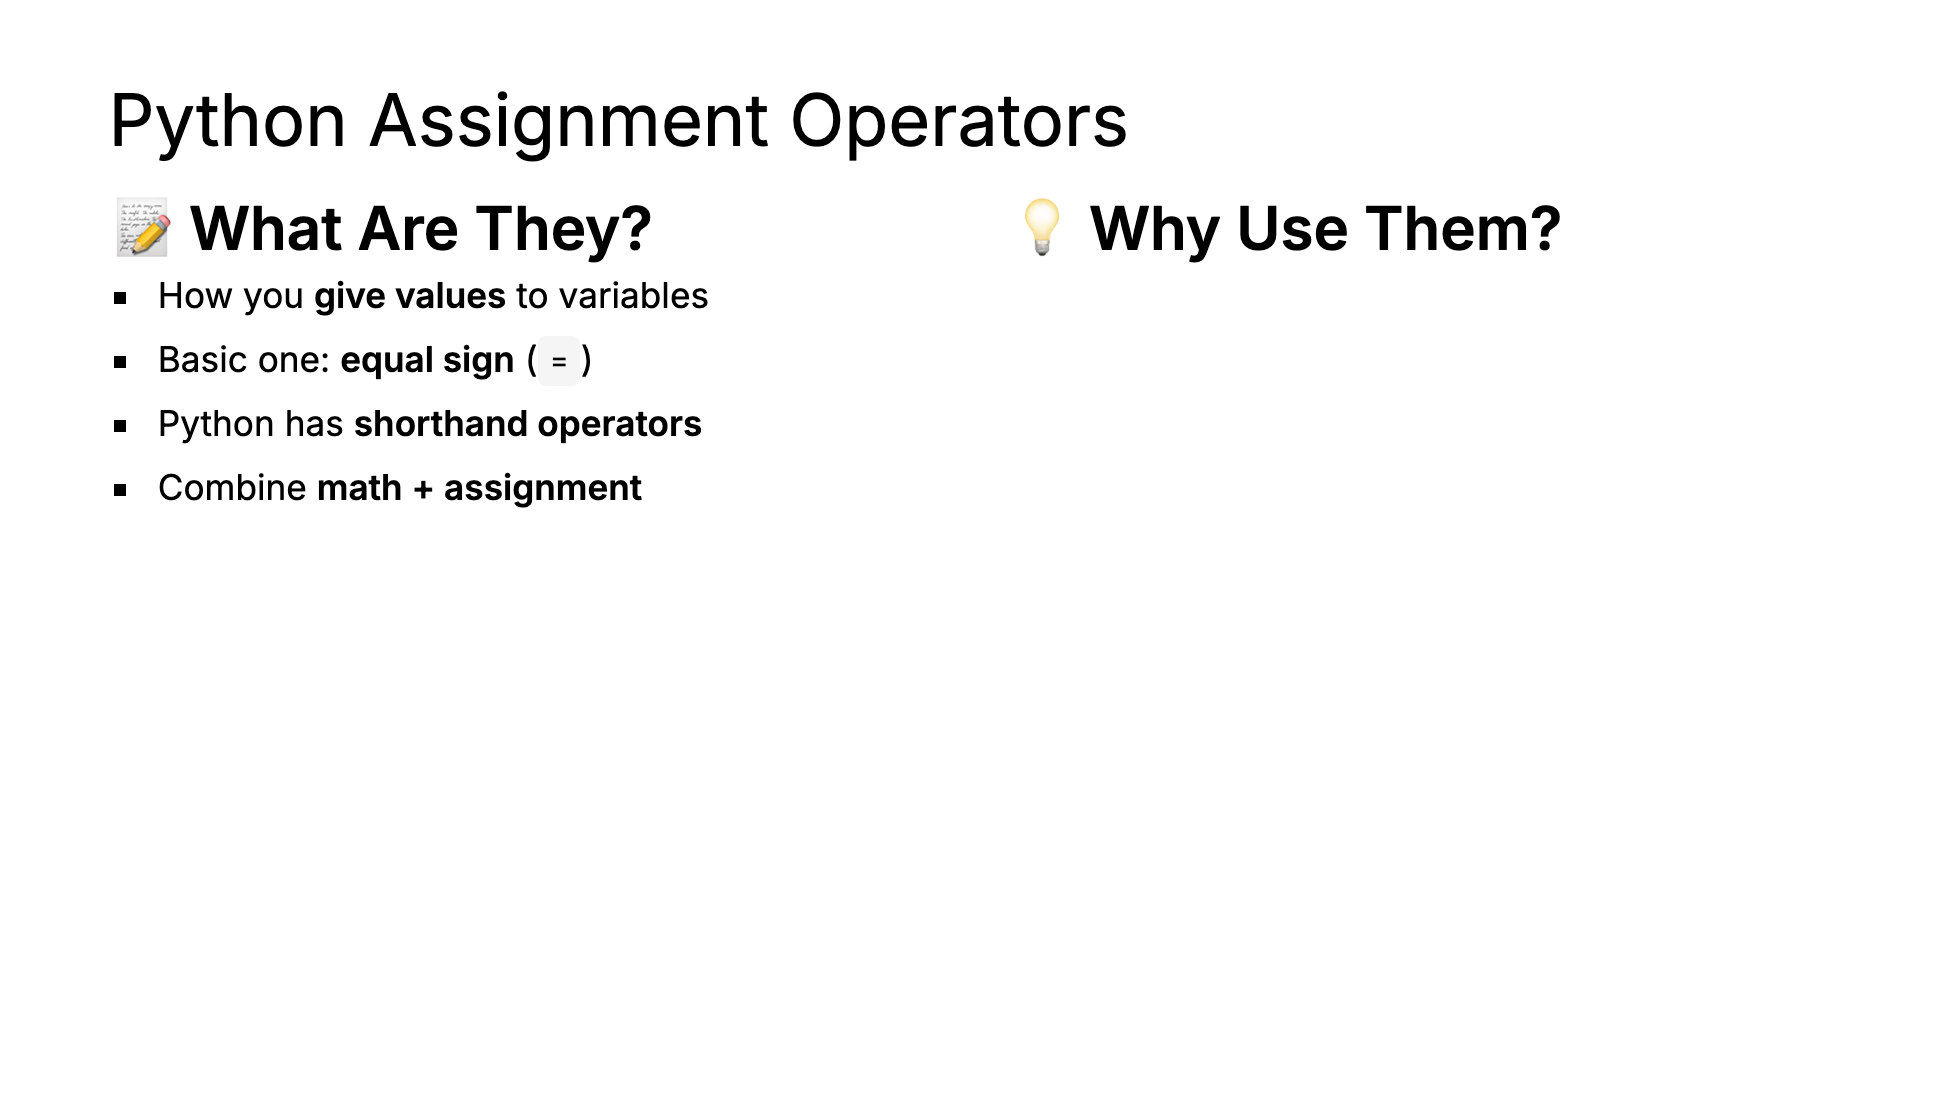 Python Assignment Operators
📝 What Are They?
▪ How you give values to variables
▪ Basic one: equal sign ( = )
▪ Python has shorthand operators
▪ Combine math + assignment
💡 Why Use Them?